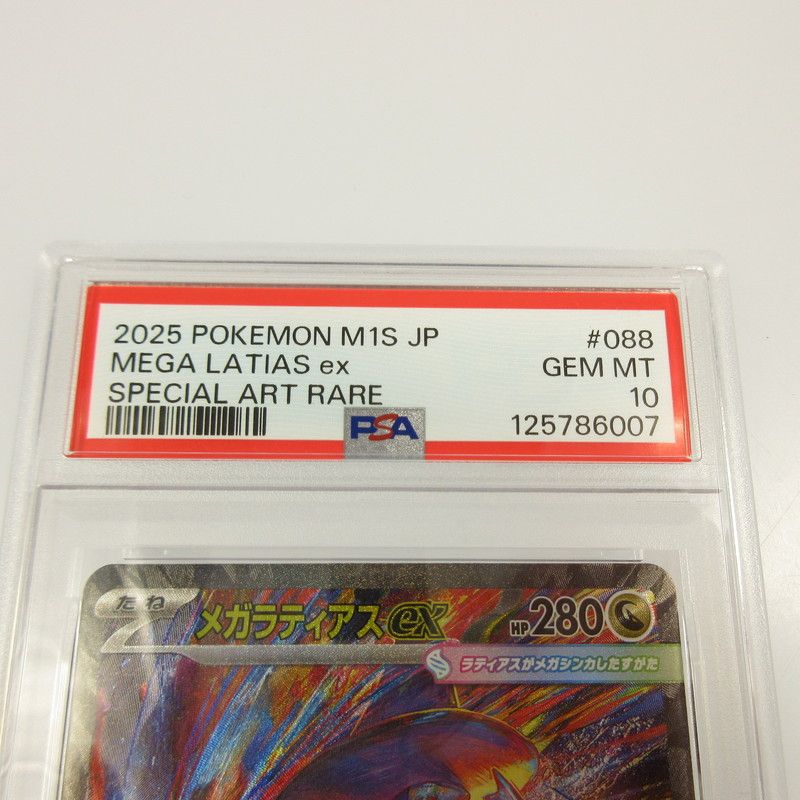 2025 POKEMON M1S JP #088
MEGA LATIAS ex GEM MT
SPECIAL ART RARE 10
PSA 125786007
たね メガラティアスex HP 280
ラティアスがメガシンカしたすがた